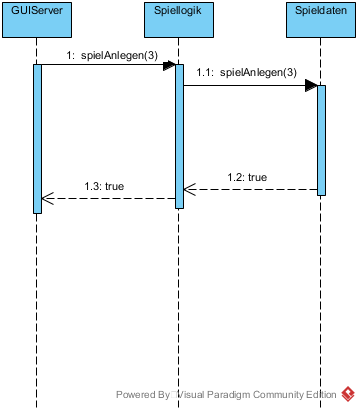 GUIServer
Spiellogik
Spieldaten
1: spielAnlegen(3)
1.1: spielAnlegen(3)
1.2: true
1.3: true
Powered By Visual Paradigm Community Edition